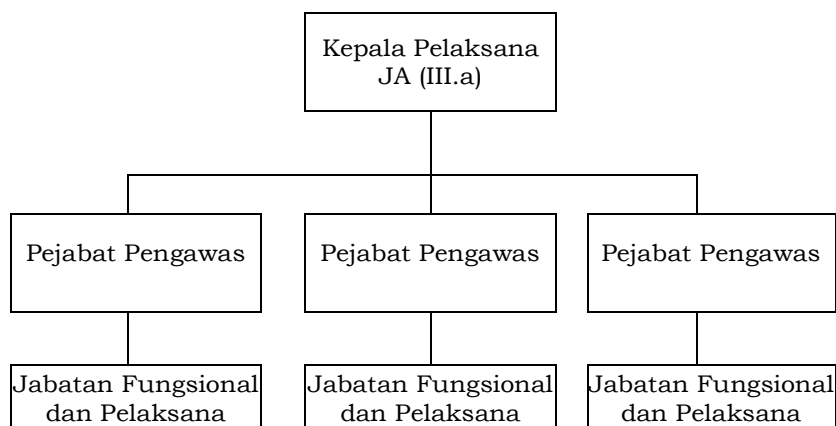 Kepala Pelaksana
JA (III.a)
Pejabat Pengawas
Pejabat Pengawas
Pejabat Pengawas
Jabatan Fungsional
dan Pelaksana
Jabatan Fungsional
dan Pelaksana
Jabatan Fungsional
dan Pelaksana